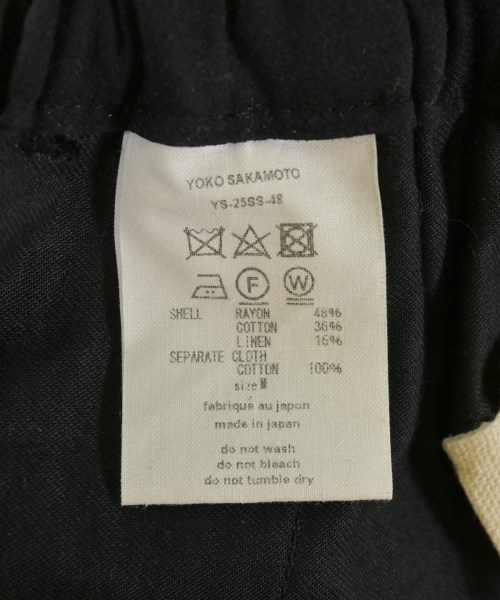 YOKO SAKAMOTO
YS-25SS-48
F W
SHELL RAYON 48%
COTTON 36%
LINEN 16%
SEPARATE CLOTH
COTTON 100%
size M
fabriqué au japon
made in japan
do not wash
do not bleach
do not tumble dry